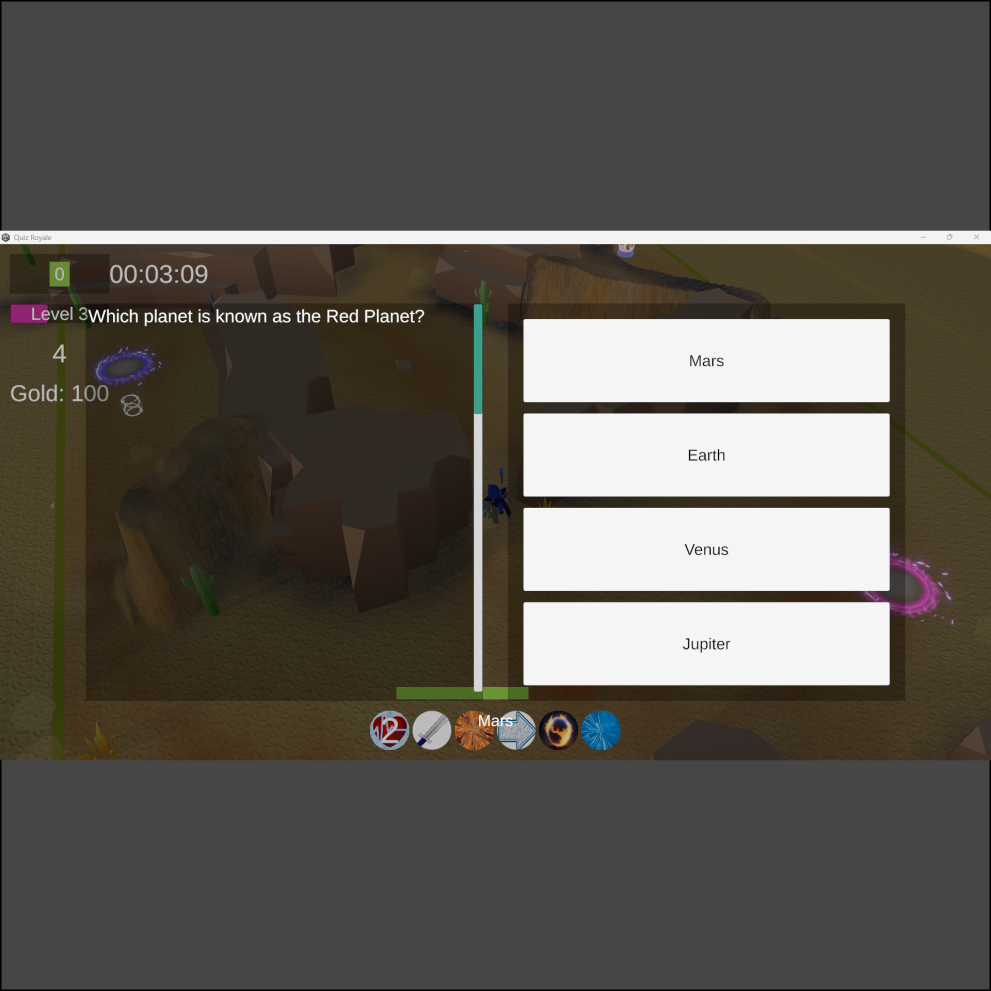 Quiz Royale
0
00:03:09
Level 3
Which planet is known as the Red Planet?
4
Gold: 100
Mars
Earth
Venus
Jupiter
2
Mars